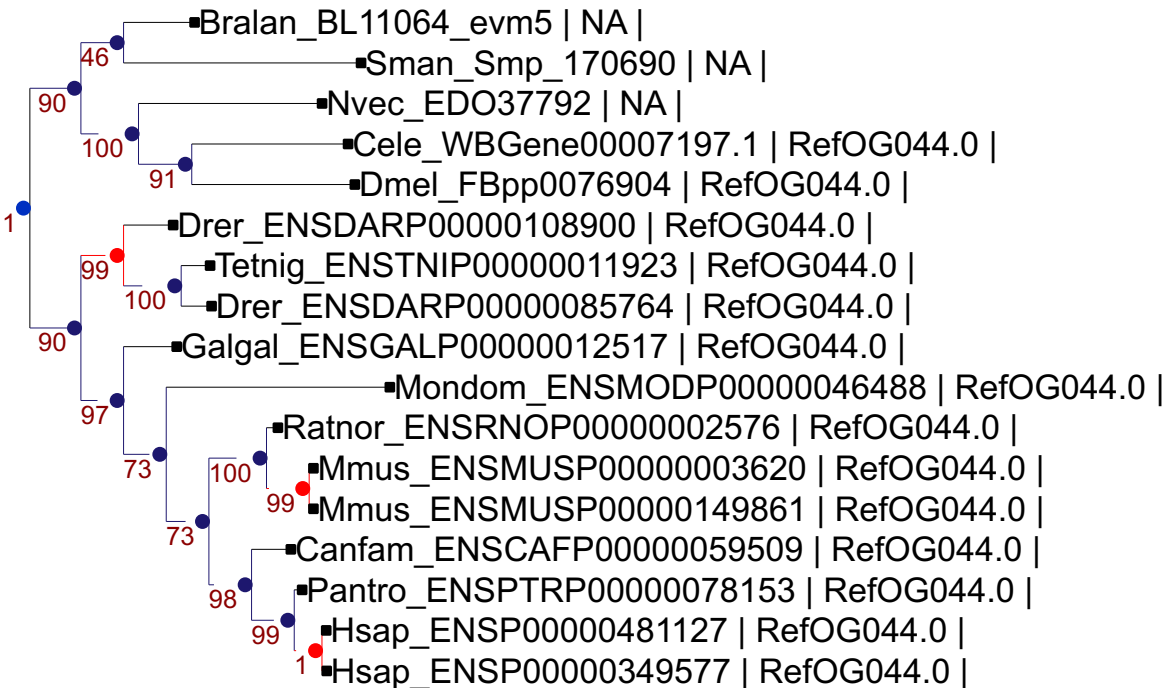 Bralan_BL11064_evm5 | NA |
46
Sman_Smp_170690 | NA |
90
Nvec_EDO37792 | NA |
100
Cele_WBGene00007197.1 | RefOG044.0 |
91
Dmel_FBpp0076904 | RefOG044.0 |
1
Drer_ENSDARP00000108900 | RefOG044.0 |
99
Tetnig_ENSTNIP00000011923 | RefOG044.0 |
100
Drer_ENSDARP00000085764 | RefOG044.0 |
90
Galgal_ENSGALP00000012517 | RefOG044.0 |
Mondom_ENSMODP00000046488 | RefOG044.0 |
97
Ratnor_ENSRNOP00000002576 | RefOG044.0 |
73
100
Mmus_ENSMUSP00000003620 | RefOG044.0 |
99
Mmus_ENSMUSP00000149861 | RefOG044.0 |
73
Canfam_ENSCAFP00000059509 | RefOG044.0 |
98
Pantro_ENSPTRP00000078153 | RefOG044.0 |
99
Hsap_ENSP00000481127 | RefOG044.0 |
1
Hsap_ENSP00000349577 | RefOG044.0 |